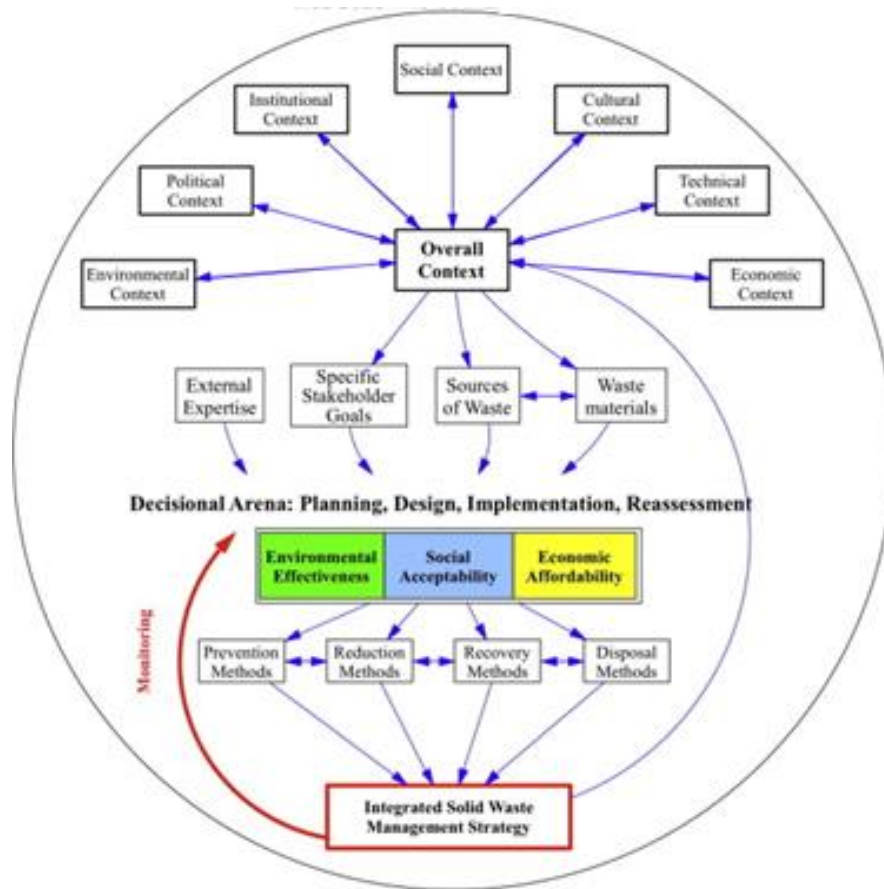 Social Context
Institutional
Context
Cultural
Context
Political
Context
Technical
Context
Overall
Context
Environmental
Context
Economic
Context
External
Expertise
Specific
Stakeholder
Goals
Sources
of Waste
Waste
materials
Decisional Arena: Planning, Design, Implementation, Reassessment
Environmental
Effectiveness
Social
Acceptability
Economic
Affordability
Monitoring
Prevention
Methods
Reduction
Methods
Recovery
Methods
Disposal
Methods
Integrated Solid Waste
Management Strategy